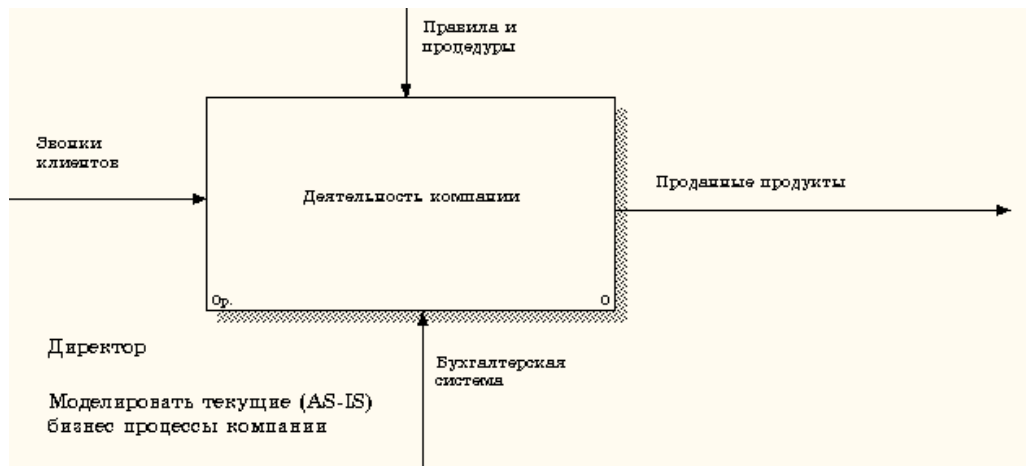 Правила и
процедуры
Звонки
клиентов
Деятельность компании
Проданные продукты
0р.
0
Бухгалтерская
система
Директор
Моделировать текущие (AS-IS)
бизнес процессы компании